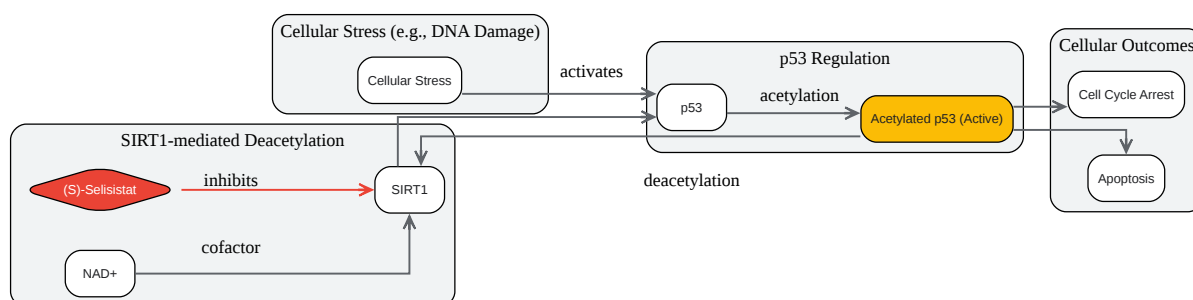 Cellular Stress (e.g., DNA Damage)
Cellular Stress
activates
p53 Regulation
p53
acetylation
Acetylated p53 (Active)
Cellular Outcomes
Cell Cycle Arrest
Apoptosis
SIRT1-mediated Deacetylation
(S)-Selisistat
inhibits
SIRT1
deacetylation
cofactor
NAD+